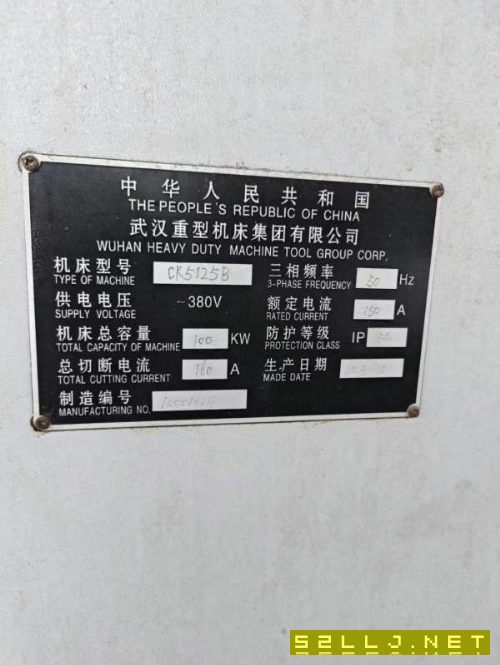 中华人民共和国
THE PEOPLE'S REPUBLIC OF CHINA
武汉重型机床集团有限公司
WUHAN HEAVY DUTY MACHINE TOOL GROUP CORP.
机床型号 CK5125B
TYPE OF MACHINE
三相频率 50 Hz
3-PHASE FREQUENCY
供电电压 ~380V
SUPPLY VOLTAGE
额定电流 150 A
RATED CURRENT
机床总容量 100 KW
TOTAL CAPACITY OF MACHINE
防护等级 IP
PROTECTION CLASS
总切断电流 160 A
TOTAL CUTTING CURRENT
生产日期
MADE DATE
制造编号
MANUFACTURING NO.
52LLJ.NET